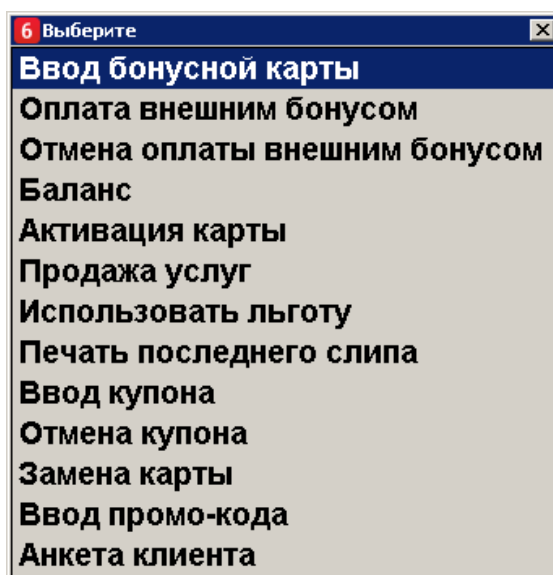 6 Выберите
Ввод бонусной карты
Оплата внешним бонусом
Отмена оплаты внешним бонусом
Баланс
Активация карты
Продажа услуг
Использовать льготу
Печать последнего слипа
Ввод купона
Отмена купона
Замена карты
Ввод промо-кода
Анкета клиента